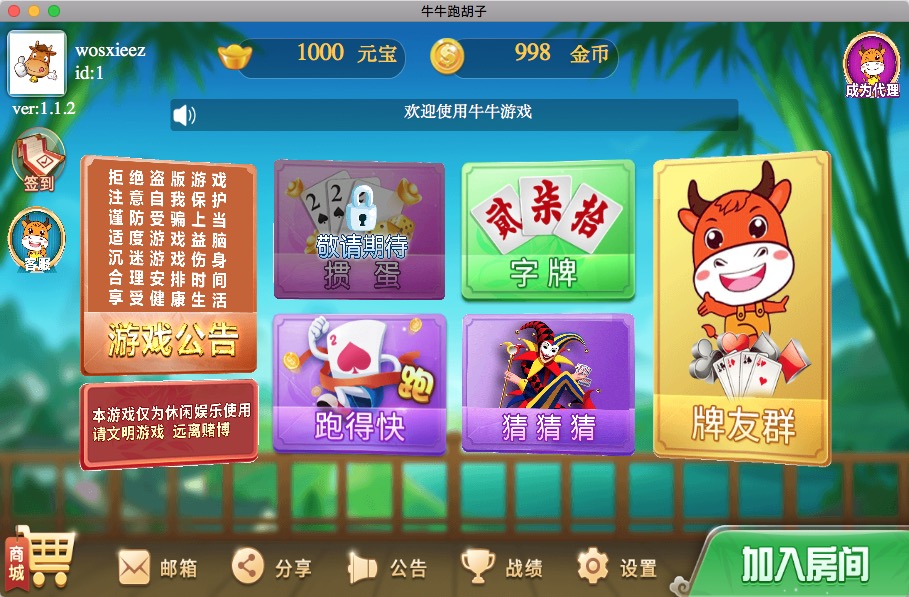 牛牛跑胡子
wosxieez
id:1
ver:1.1.2
1000 元宝
998 金币
成为代理
欢迎使用牛牛游戏
签到
客服
拒绝盗版游戏
注意自我保护
谨防受骗上当
适度游戏益脑
沉迷游戏伤身
合理安排时间
享受健康生活
游戏公告
本游戏仅为休闲娱乐使用
请文明游戏 远离赌博
2
2
敬请期待
掼蛋
贰 柒 拾
字牌
2
跑
跑得快
猜猜猜
牌友群
商城
邮箱
分享
公告
战绩
设置
加入房间